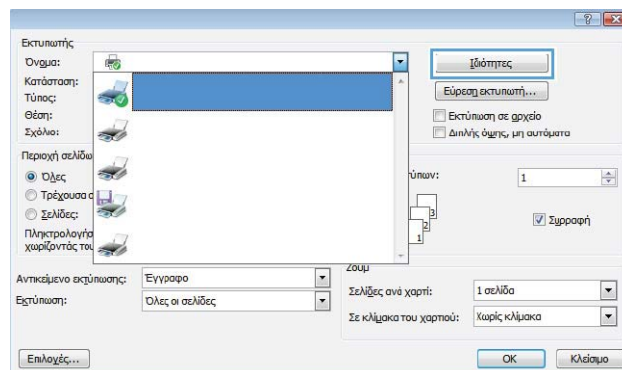 Εκτυπωτής
Όνομα:
Ιδιότητες
Κατάσταση:
Τύπος:
Εύρεση εκτυπωτή...
Θέση:
Εκτύπωση σε αρχείο
Σχόλιο:
Διπλής όψης, μη αυτόματα
Περιοχή σελίδω
ύπων:
1
Όλες
Τρέχουσα σ
Σελίδες:
3
2
1
Συρραφή
Πληκτρολογήσ
χωρίζοντάς του
Ζουμ
Αντικείμενο εκτύπωσης:
Έγγραφο
Σελίδες ανά χαρτί:
1 σελίδα
Εκτύπωση:
Όλες οι σελίδες
Σε κλίμακα του χαρτιού:
Χωρίς κλίμακα
Επιλογές...
OK
Κλείσιμο